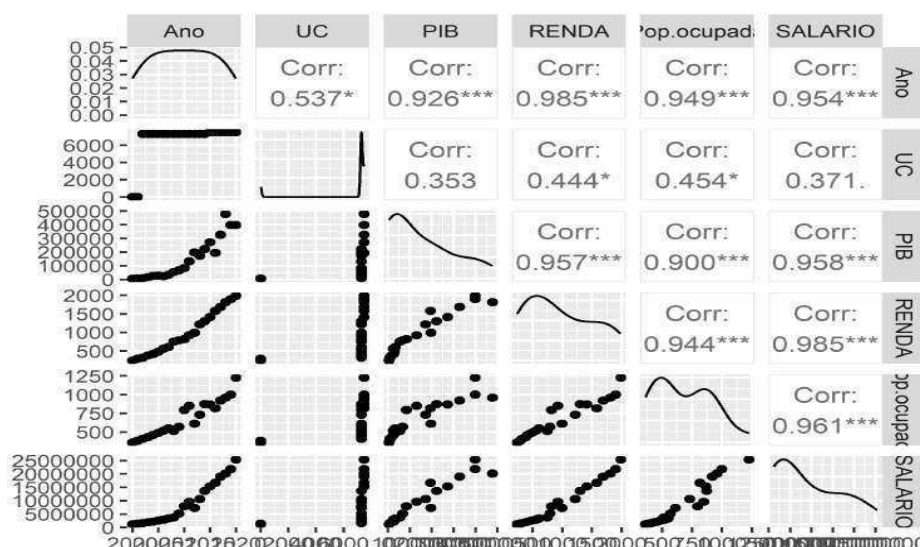 Ano UC PIB RENDA Pop.ocupada SALARIO
0.05
0.04
0.03
0.02
0.01
0.00
Corr: Corr: Corr: Corr: Corr:
0.537* 0.926*** 0.985*** 0.949*** 0.954***
Ano
6000
4000
2000
0
Corr: Corr: Corr: Corr:
0.353 0.444* 0.454* 0.371.
UC
500000
400000
300000
200000
100000
0
Corr: Corr: Corr:
0.957*** 0.900*** 0.958***
PIB
2000
1500
1000
500
Corr: Corr:
0.944*** 0.985***
RENDA
1250
1000
750
500
Corr:
0.961***
Pop.ocupad
25000000
20000000
15000000
10000000
5000000
0
SALARIO